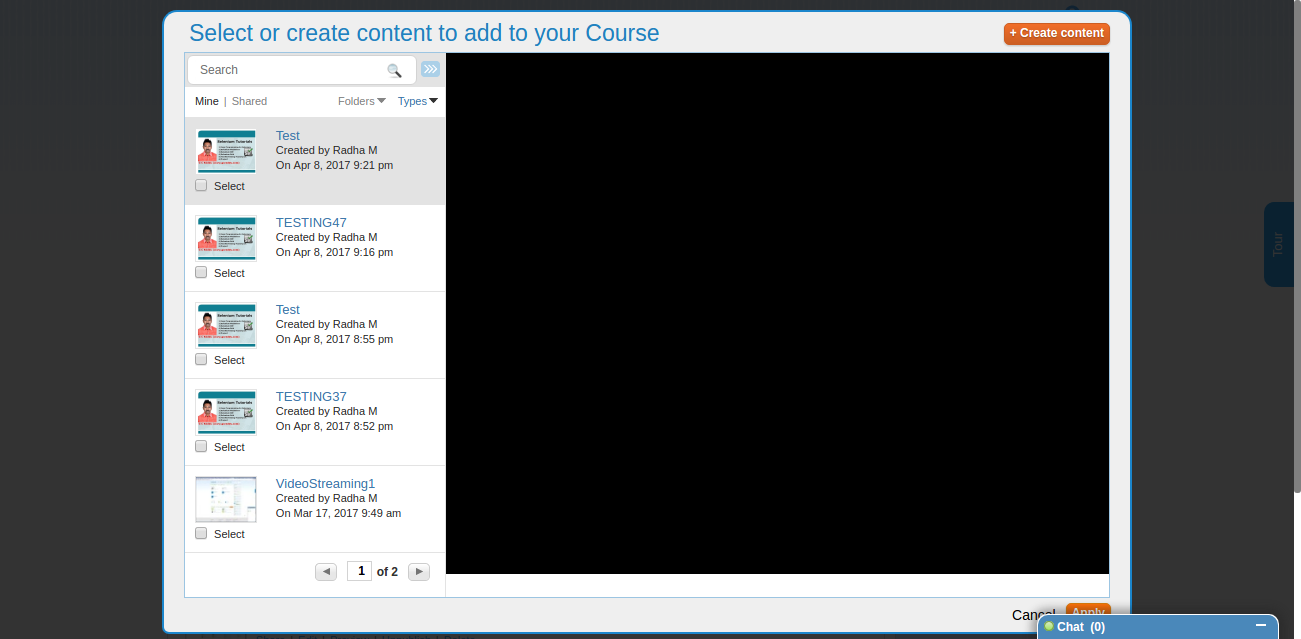 Select or create content to add to your Course
+ Create content
Search
Mine | Shared
Folders
Types
Test
Created by Radha M
On Apr 8, 2017 9:21 pm
Select
TESTING47
Created by Radha M
On Apr 8, 2017 9:16 pm
Select
Test
Created by Radha M
On Apr 8, 2017 8:55 pm
Select
TESTING37
Created by Radha M
On Apr 8, 2017 8:52 pm
Select
VideoStreaming1
Created by Radha M
On Mar 17, 2017 9:49 am
Select
1 of 2
Tour
Cancel
Apply
Chat (0)